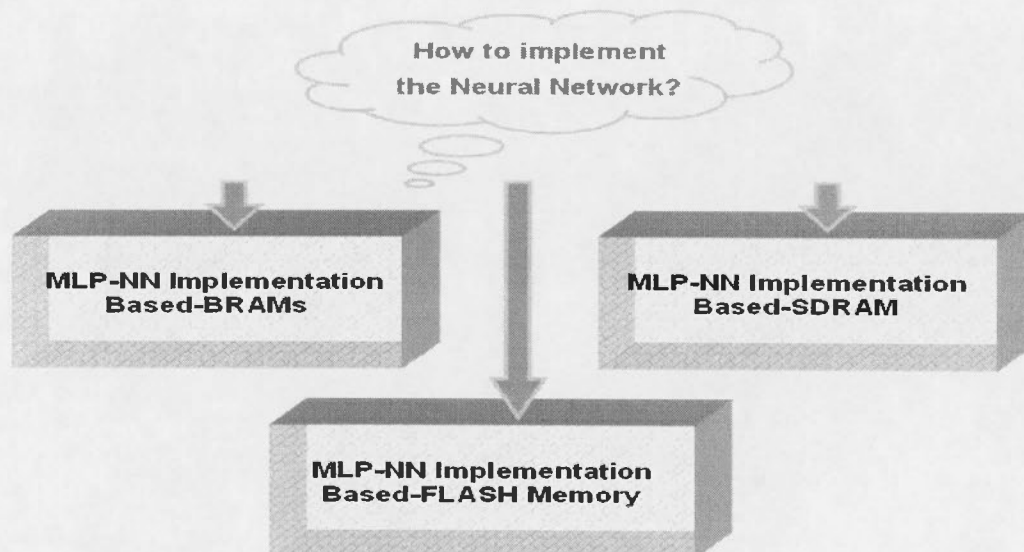 How to implement
the Neural Network?
MLP-NN Implementation
Based-BRAMs
MLP-NN Implementation
Based-SDRAM
MLP-NN Implementation
Based-FLASH Memory